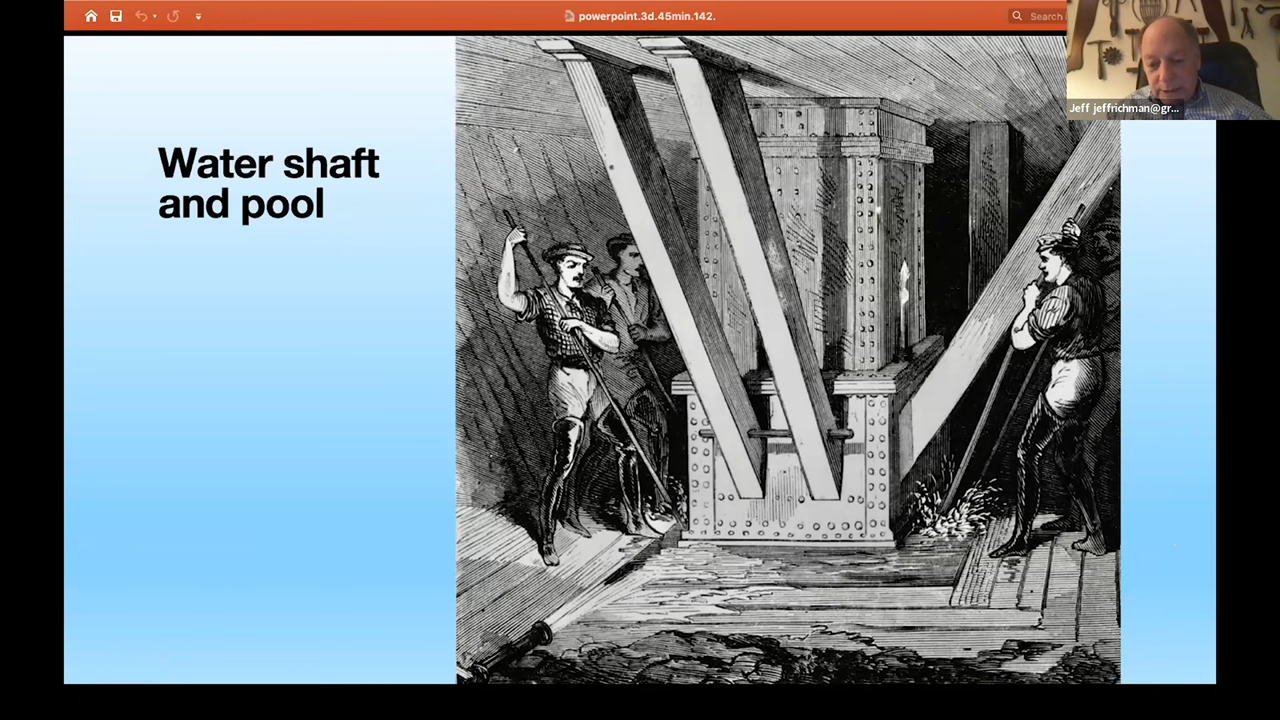 powerpoint.3d.45min.142.
Search
Jeff jeffrichman@gr...
Water shaft
and pool